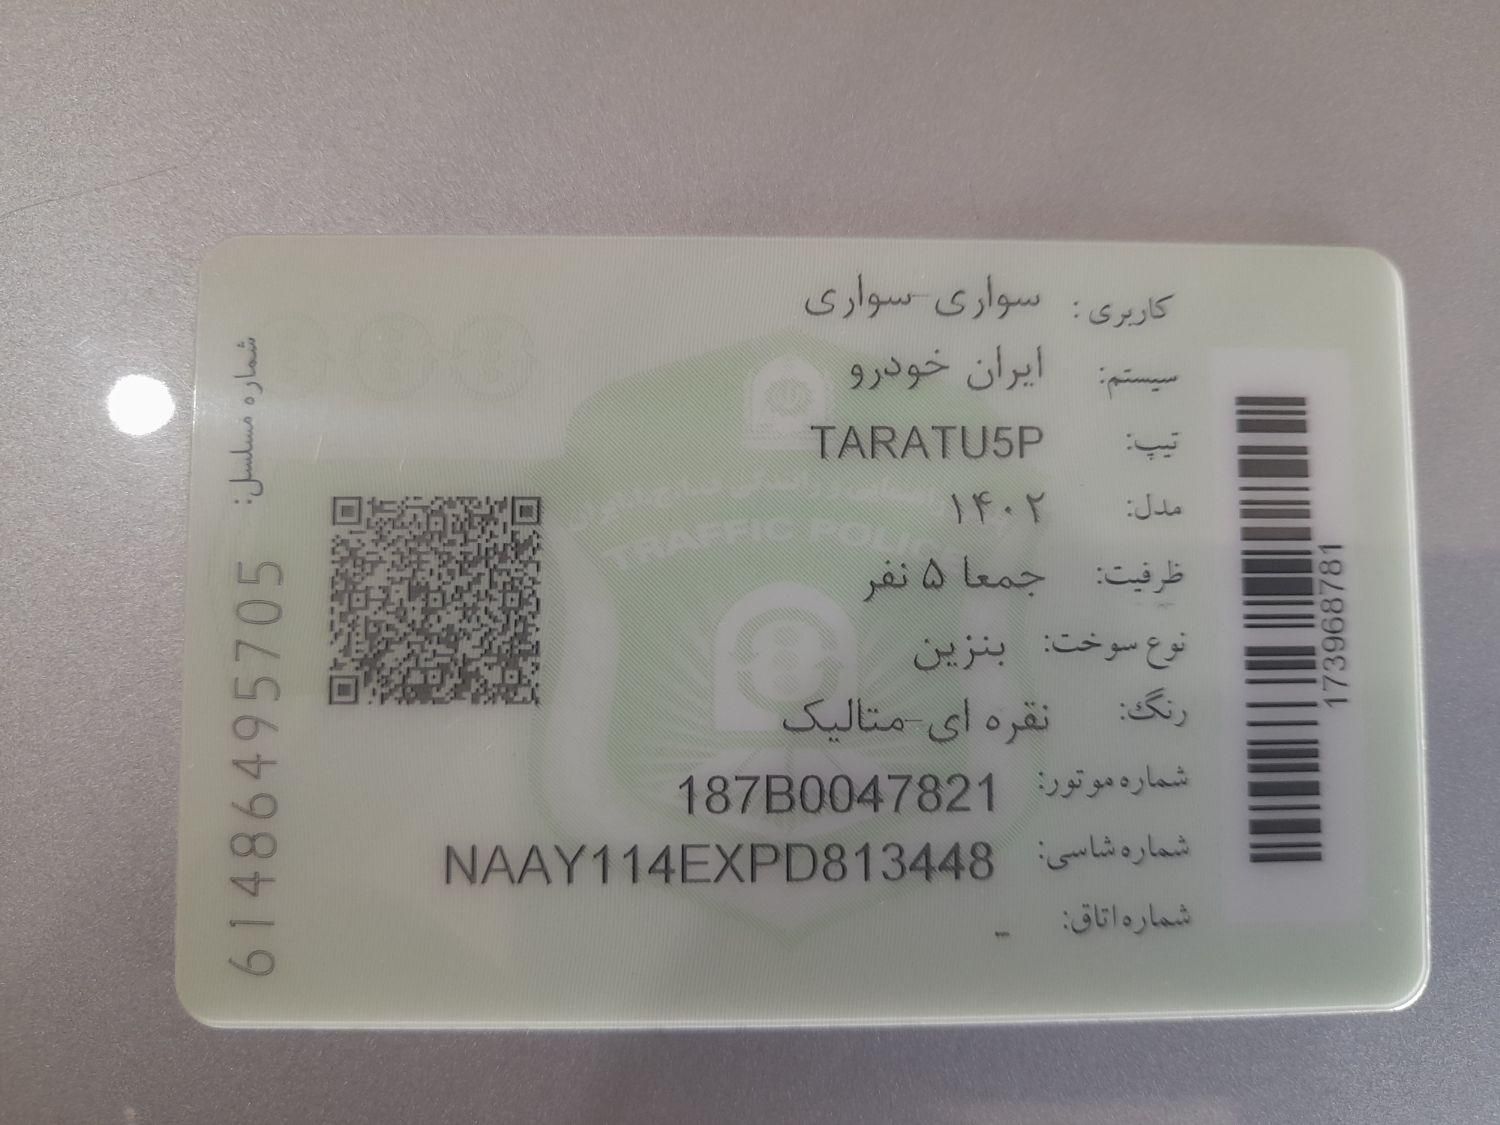 کاربری: سواری-سواری
سیستم: ایران خودرو
تیپ: TARATU5P
مدل: ۱۴۰۲
ظرفیت: جمعا ۵ نفر
نوع سوخت: بنزین
رنگ: نقره ای-متالیک
شماره موتور: 187B0047821
شماره شاسی: NAAY114EXPD813448
شماره اتاق: -
173968781
شماره مسلسل:
61486495705
TRAFFIC POLICE